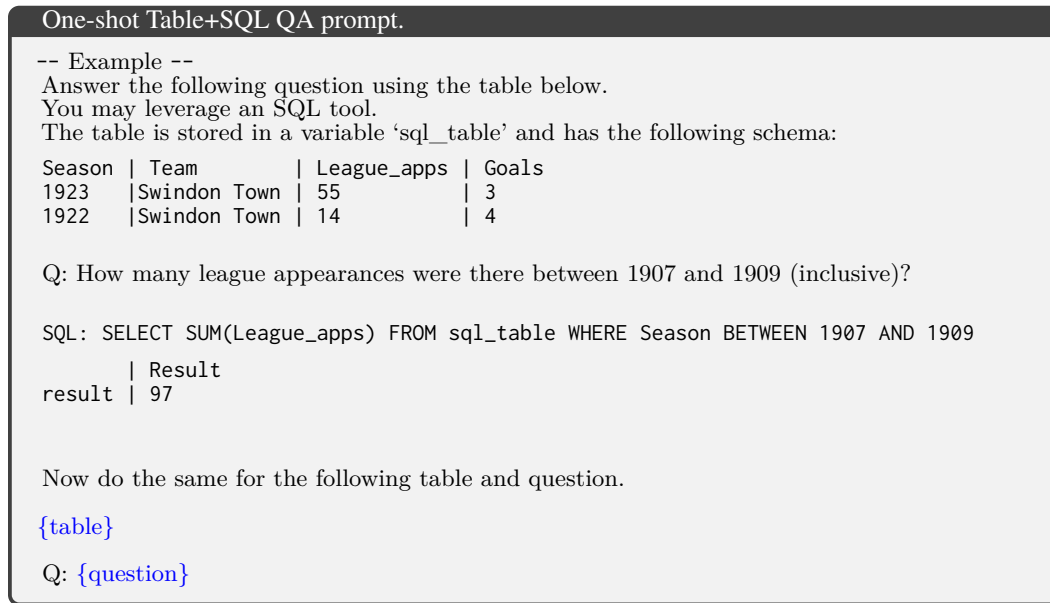 One-shot Table+SQL QA prompt.
-- Example --
Answer the following question using the table below.
You may leverage an SQL tool.
The table is stored in a variable ‘sql_table’ and has the following schema:
Season | Team         | League_apps | Goals
1923   |Swindon Town | 55          | 3
1922   |Swindon Town | 14          | 4
Q: How many league appearances were there between 1907 and 1909 (inclusive)?
SQL: SELECT SUM(League_apps) FROM sql_table WHERE Season BETWEEN 1907 AND 1909
       | Result
result | 97
Now do the same for the following table and question.
{table}
Q: {question}